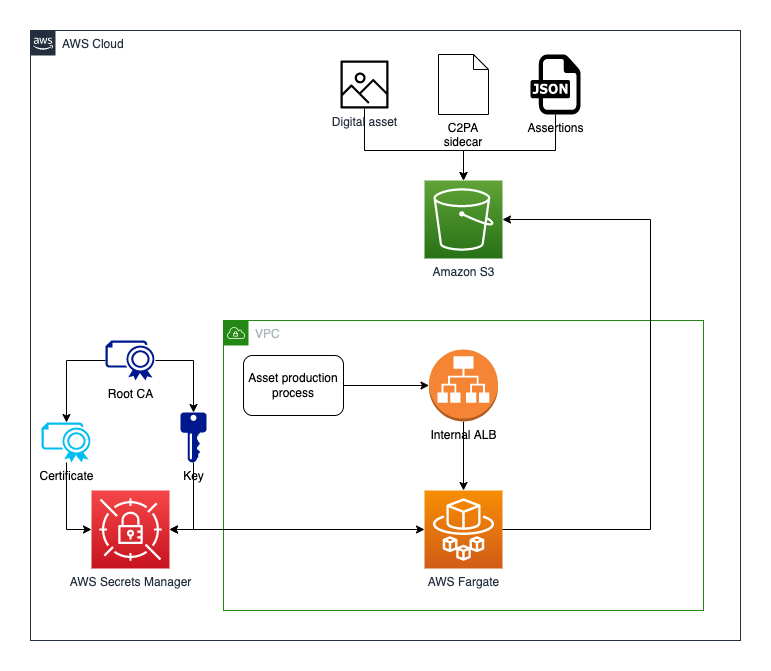 aws
AWS Cloud
Digital asset
C2PA
sidecar
JSON
Assertions
Amazon S3
VPC
Asset production
process
Internal ALB
Root CA
Certificate
Key
AWS Secrets Manager
AWS Fargate